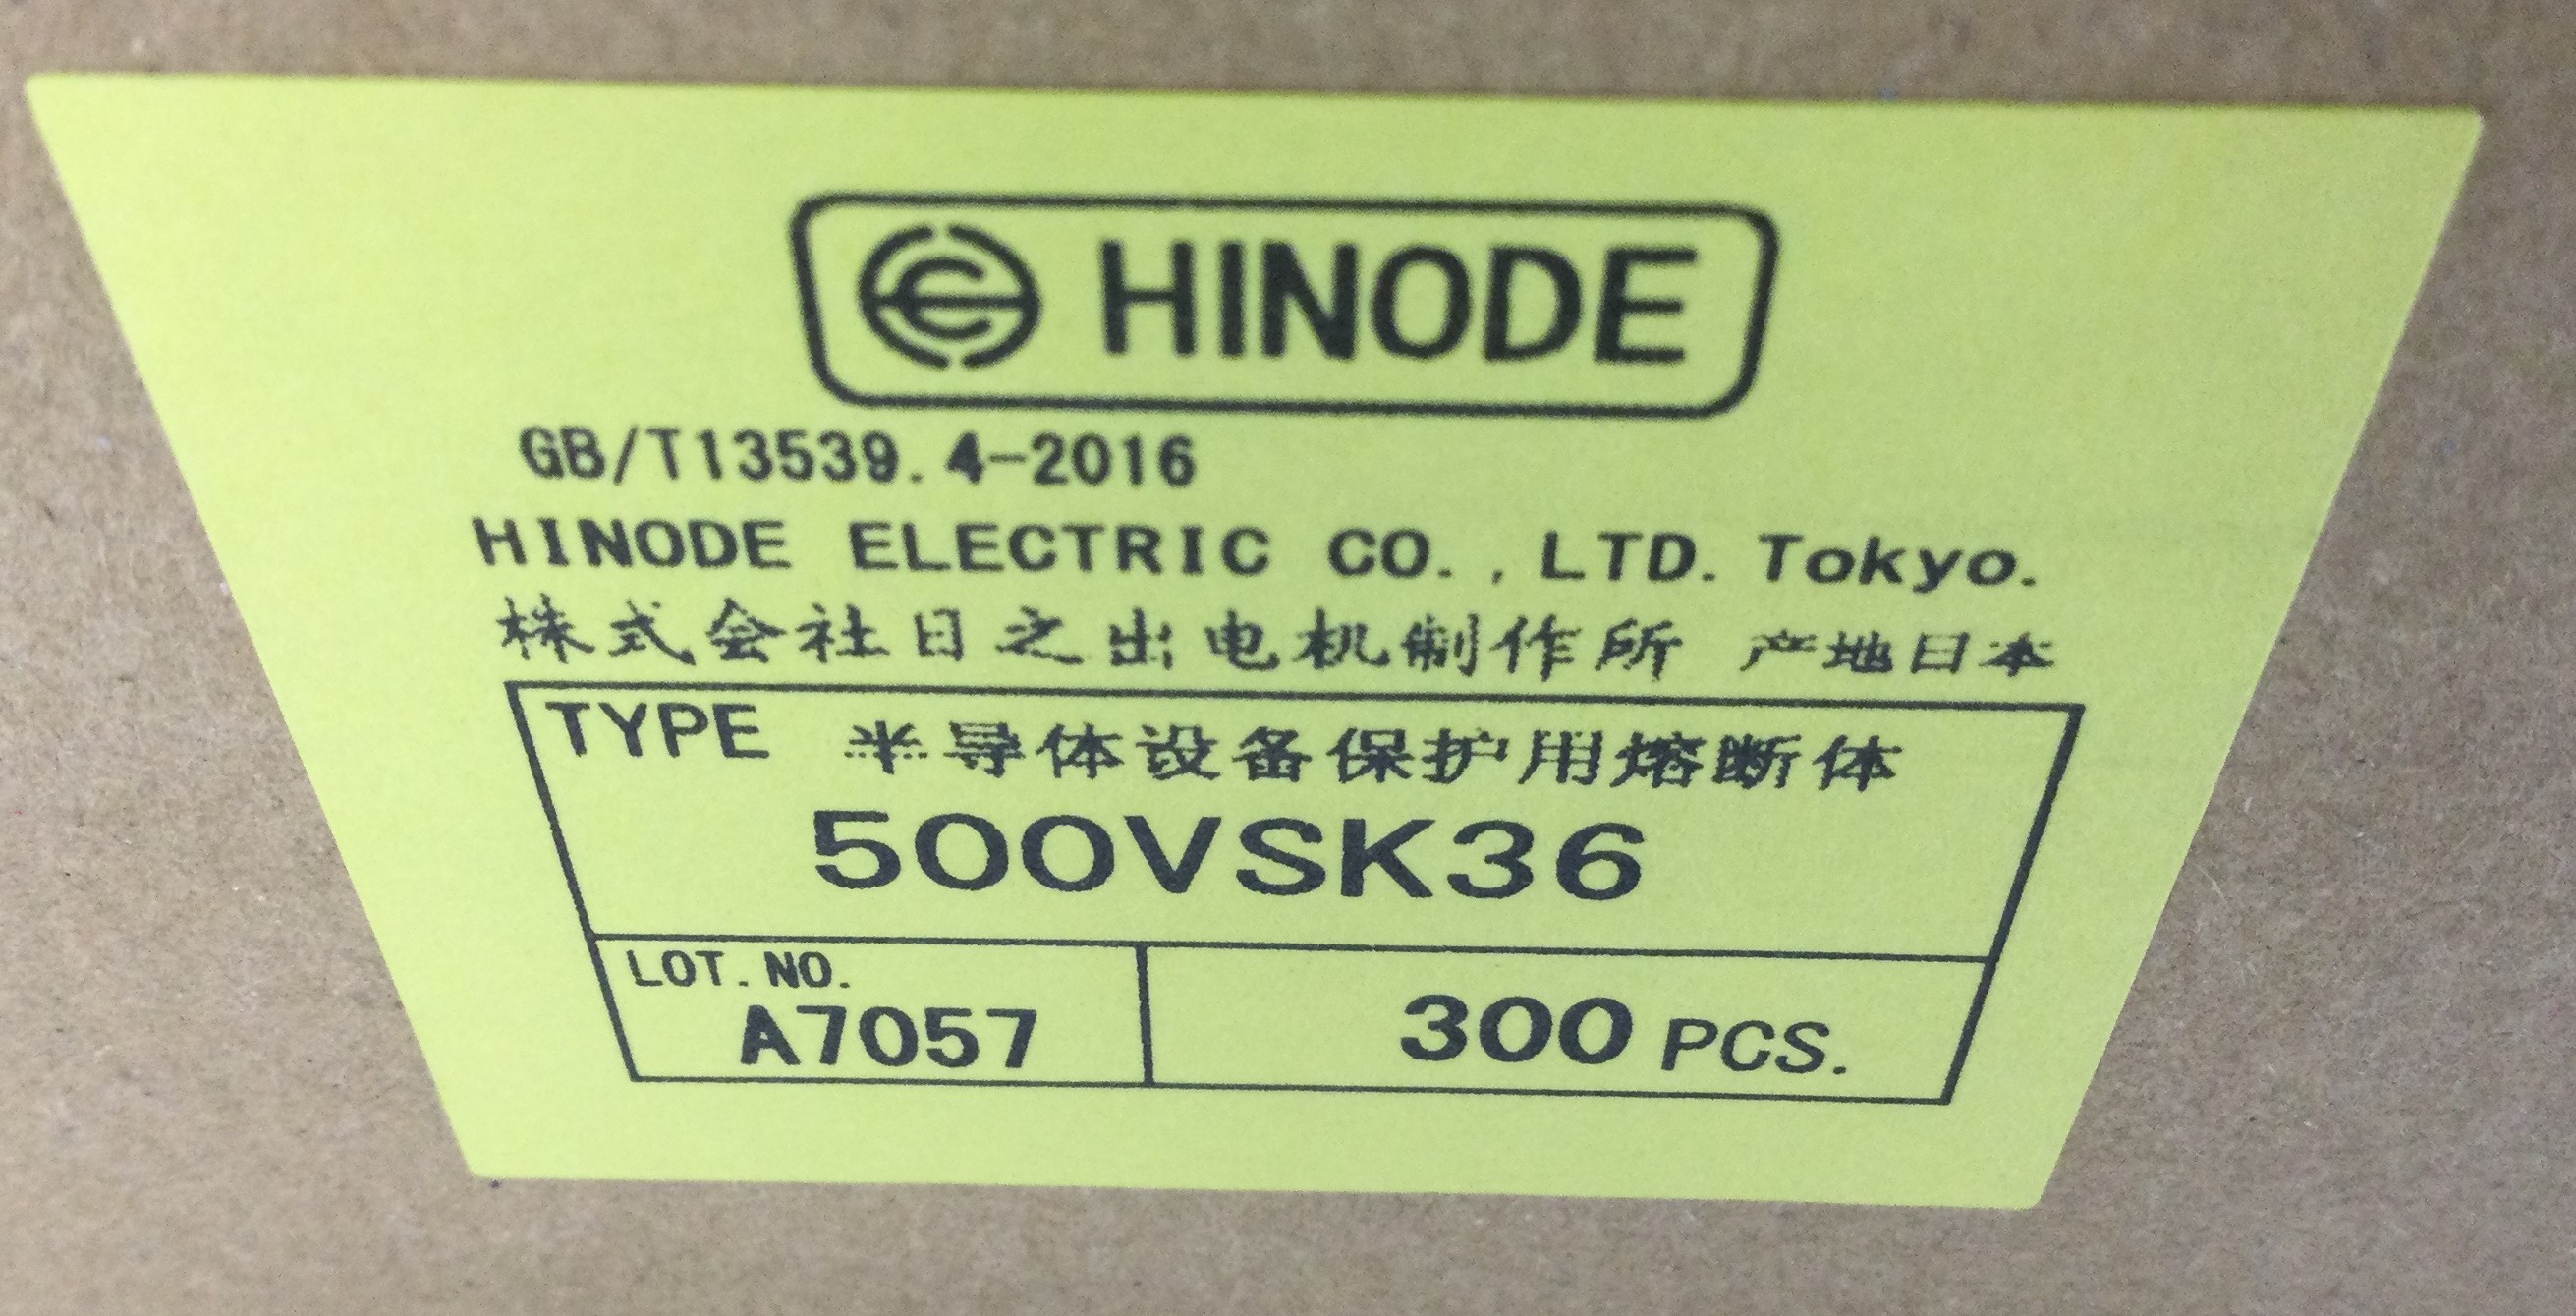 HINODE
GB/T13539.4-2016
HINODE ELECTRIC CO.,LTD. Tokyo.
株式会社日之出电机制作所 产地日本
TYPE 半导体设备保护用熔断体
500VSK36
LOT.NO.
A7057
300 PCS.